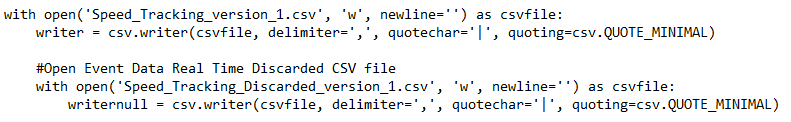 with open('Speed_Tracking_version_1.csv', 'w', newline='') as csvfile:
    writer = csv.writer(csvfile, delimiter=',', quotechar='|', quoting=csv.QUOTE_MINIMAL)

    #Open Event Data Real Time Discarded CSV file
    with open('Speed_Tracking_Discarded_version_1.csv', 'w', newline='') as csvfile:
        writernull = csv.writer(csvfile, delimiter=',', quotechar='|', quoting=csv.QUOTE_MINIMAL)